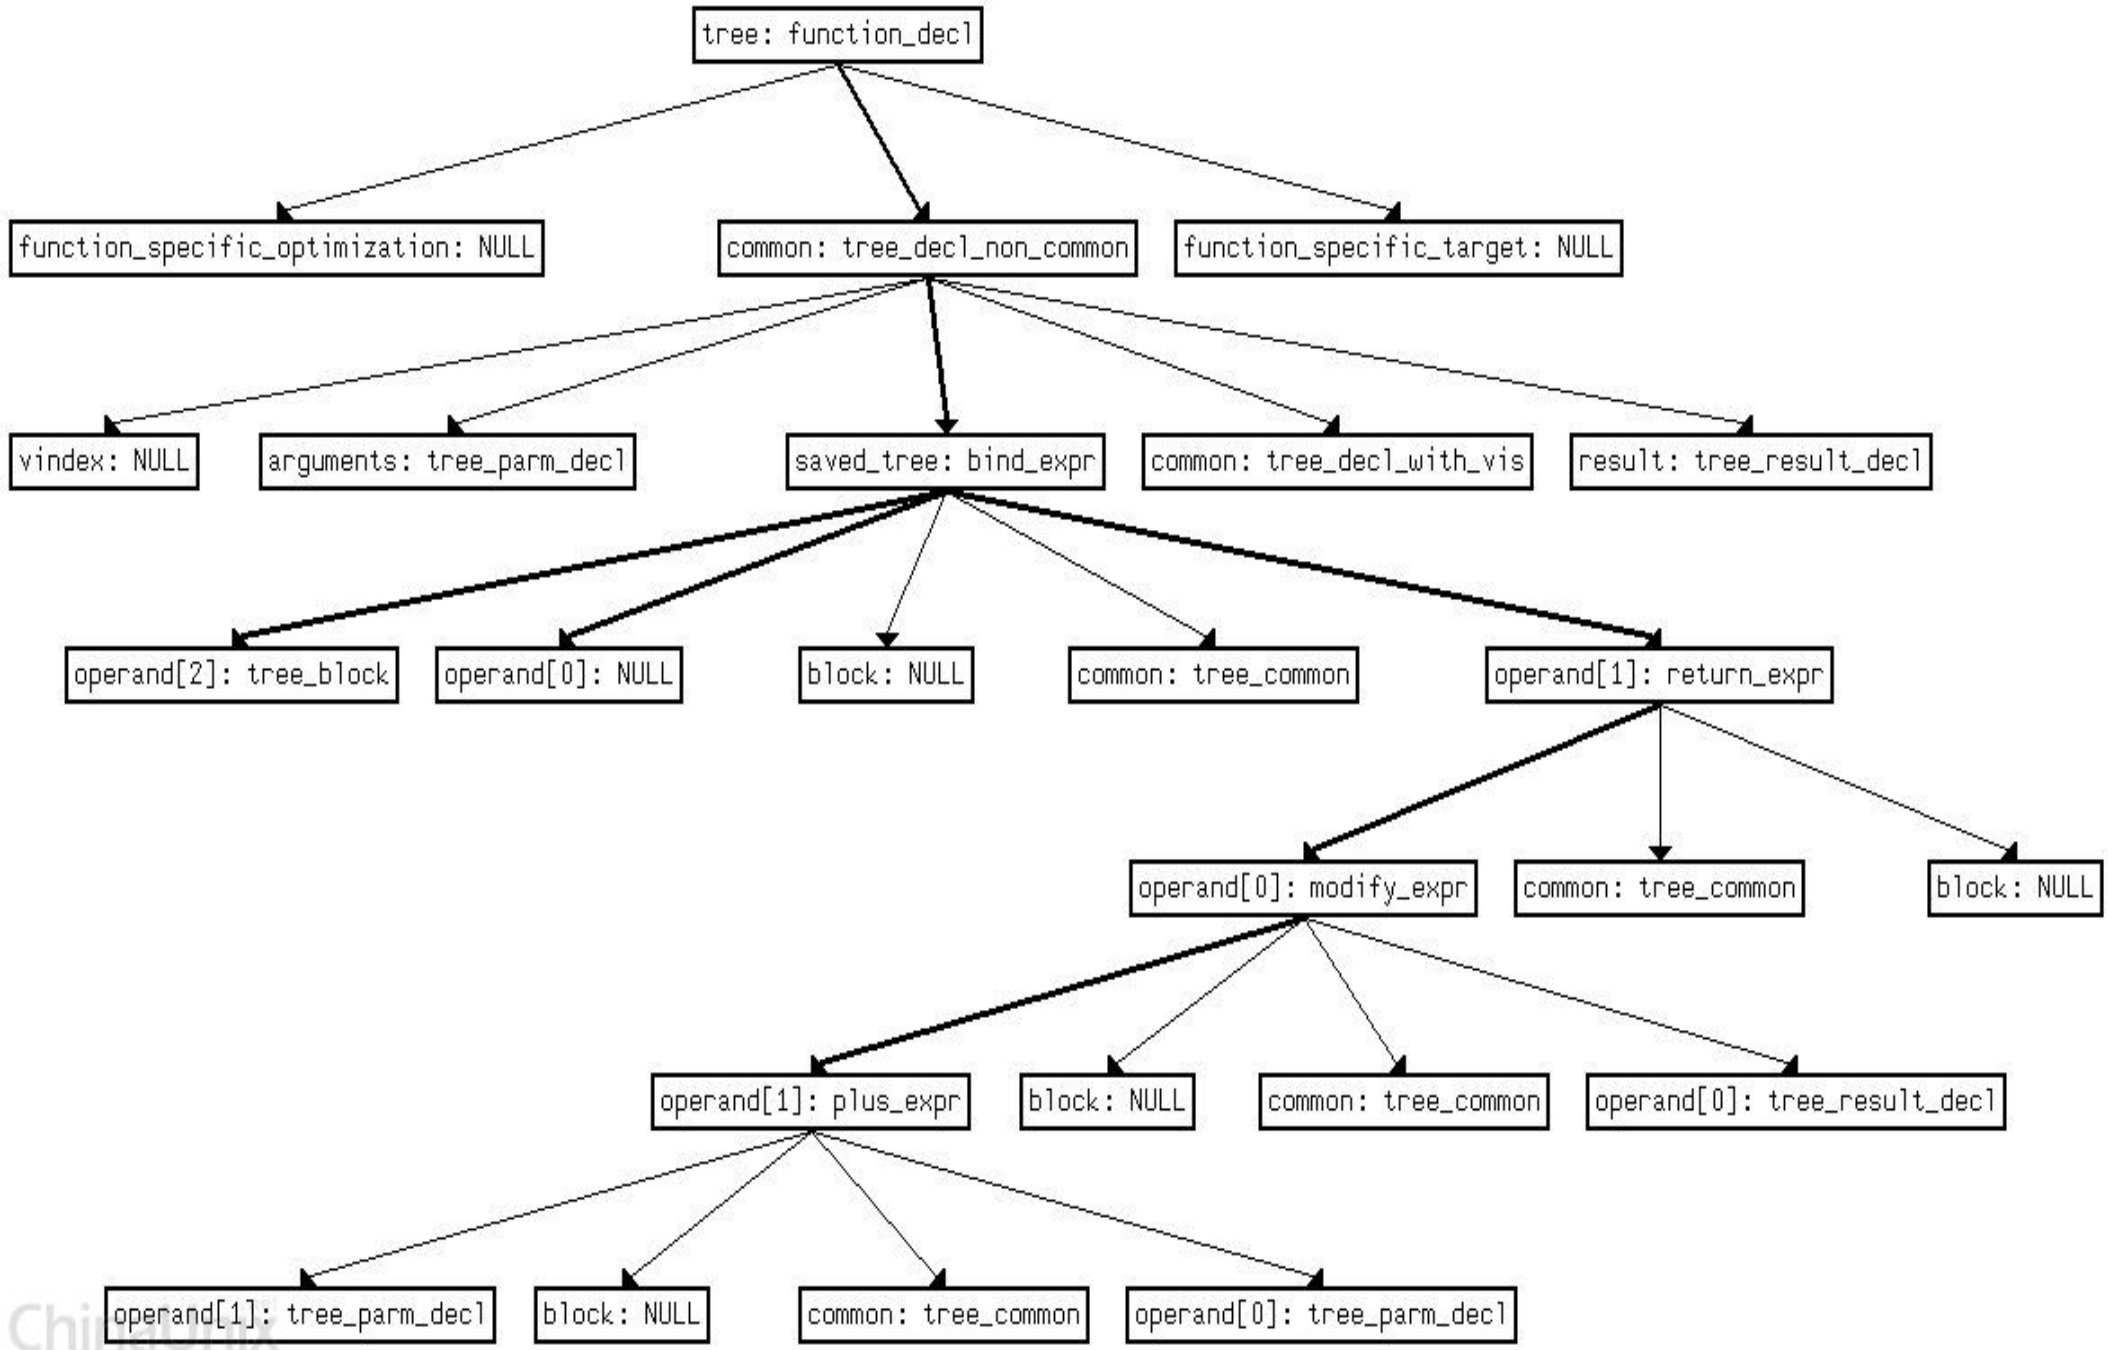 tree: function_decl
function_specific_optimization: NULL
common: tree_decl_non_common
function_specific_target: NULL
vindex: NULL
arguments: tree_parm_decl
saved_tree: bind_expr
common: tree_decl_with_vis
result: tree_result_decl
operand[2]: tree_block
operand[0]: NULL
block: NULL
common: tree_common
operand[1]: return_expr
operand[0]: modify_expr
common: tree_common
block: NULL
operand[1]: plus_expr
block: NULL
common: tree_common
operand[0]: tree_result_decl
operand[1]: tree_parm_decl
block: NULL
common: tree_common
operand[0]: tree_parm_decl
ChinaUnix